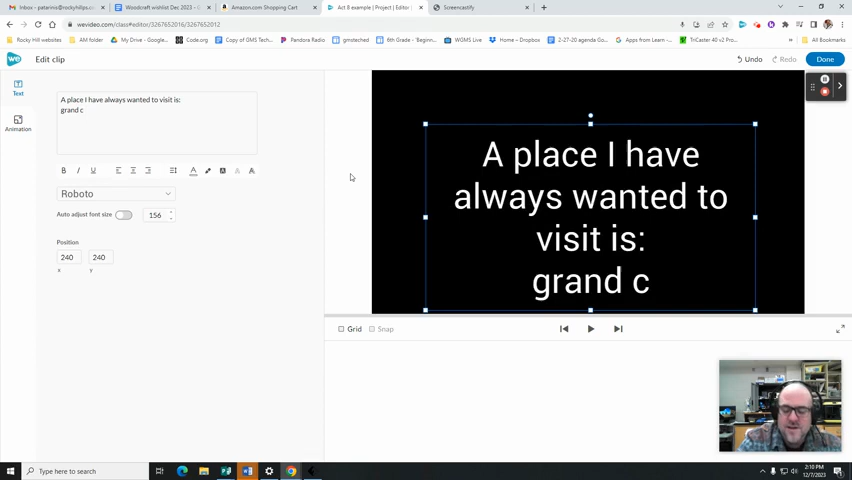 Inbox - patarinis@rockyhillps.c
Woodcraft wishlist Dec 2023 - G
Amazon.com Shopping Cart
Act 8 example | Project | Editor
Screencastify
wevideo.com/class#editor/3267652016/3267652012
Rocky Hill websites
AM folder
My Drive - Google...
Code.org
Copy of GMS Tech...
Pandora Radio
gmsteched
6th Grade - 'Beginn...
WGMS Live
Home - Dropbox
2-27-20 agenda Goo...
Apps from Learn -...
TriCaster 40 v2 Pro...
All Bookmarks
we
Edit clip
Undo
Redo
Done
Text
Animation
A place I have always wanted to visit is:
grand c
B I U
Roboto
Auto adjust font size
156
Position
240
240
x
y
A place I have
always wanted to
visit is:
grand c
Grid
Snap
Type here to search
2:10 PM
12/7/2023